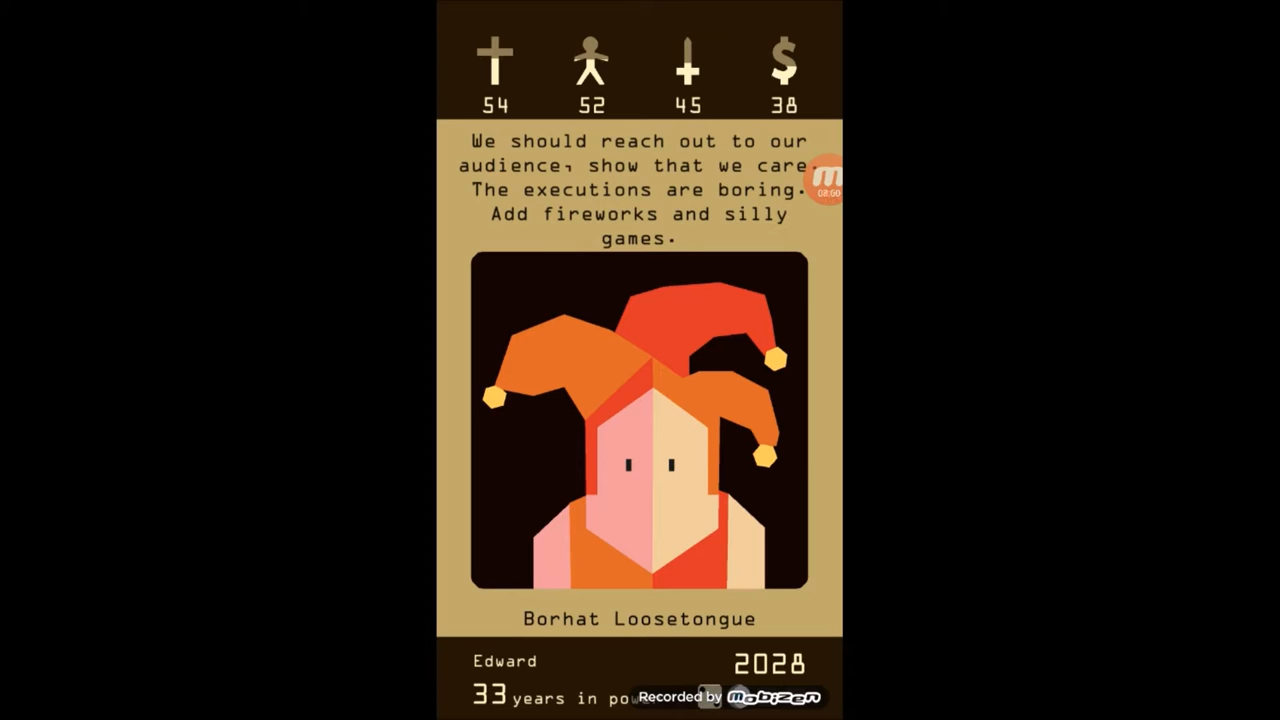 54 52 45 38
We should reach out to our
audience, show that we care.
The executions are boring.
Add fireworks and silly
games.
Borhat Loosetongue
Edward 2028
33 years in
Recorded by mobizen